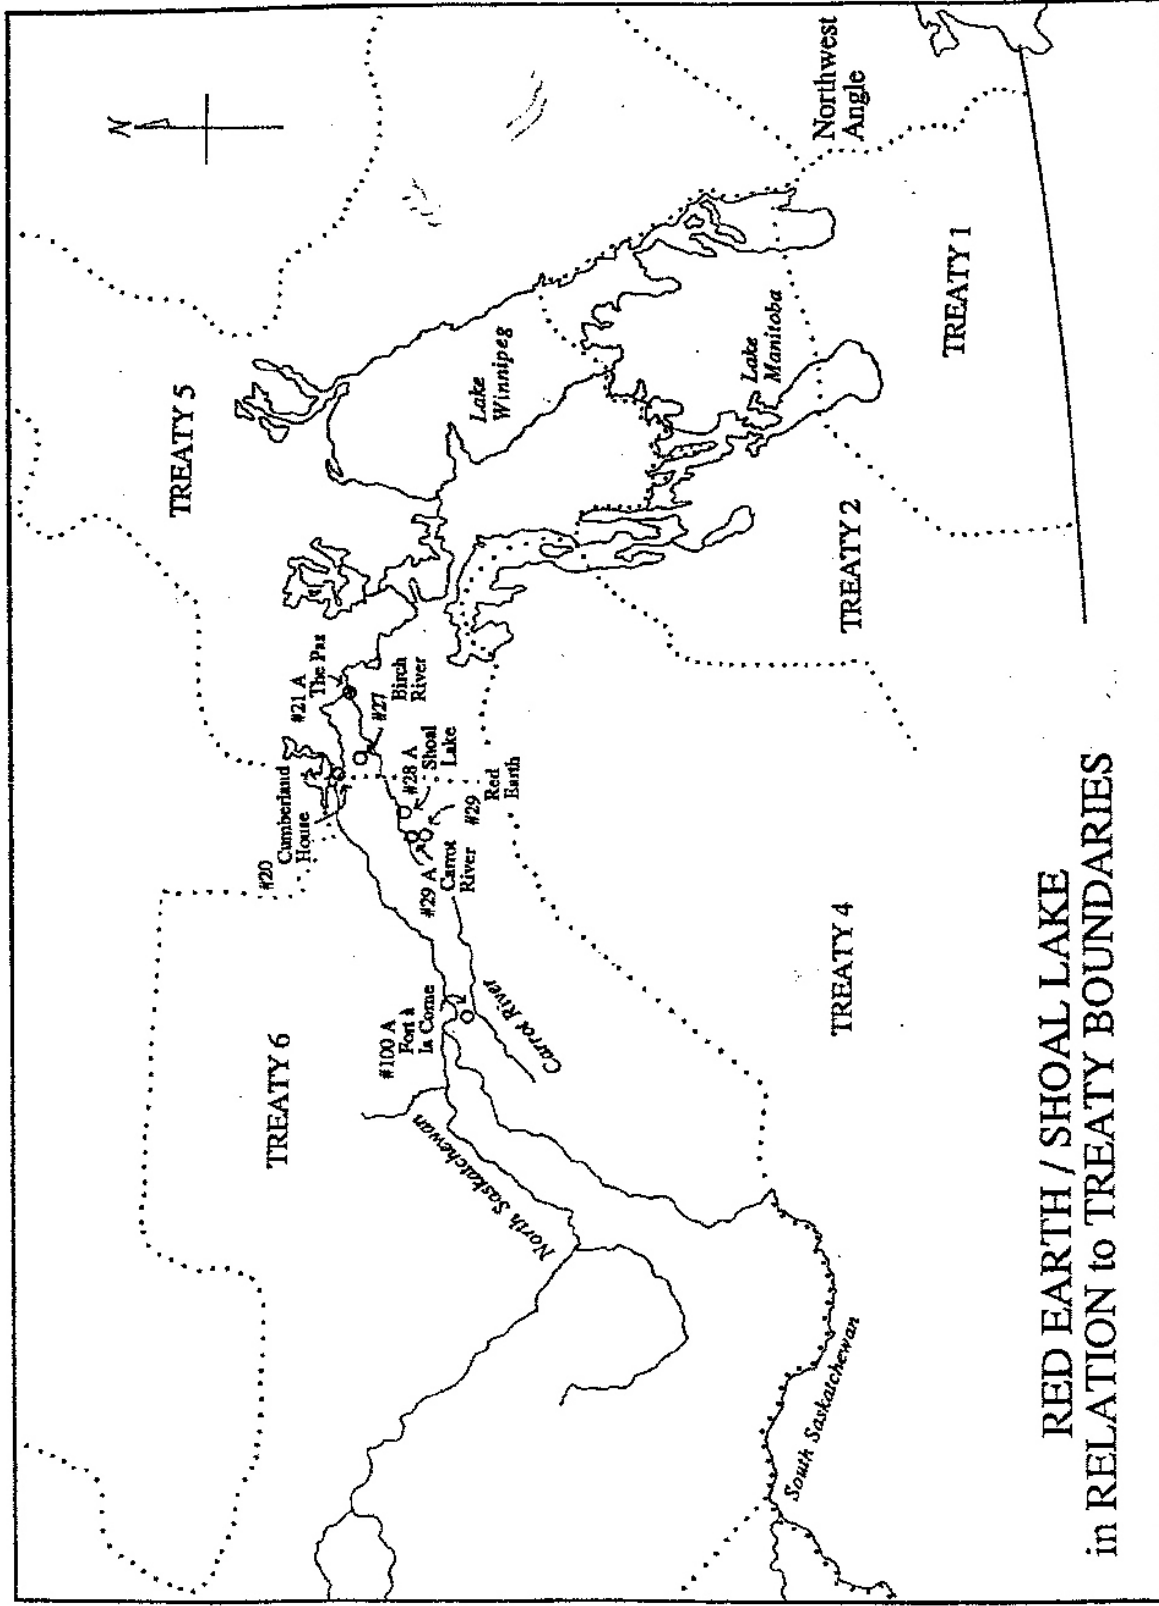 N
TREATY 5
TREATY 6
#20
Cumberland
House
#21 A
The Pas
#27
Birch
River
#28 A
Shoal
Lake
#29
Red
Earth
#29 A
Carrot
River
#100 A
Fort à
la Corne
Carrot River
North Saskatchewan
South Saskatchewan
Lake
Winnipeg
Lake
Manitoba
Northwest
Angle
TREATY 1
TREATY 2
TREATY 4
RED EARTH / SHOAL LAKE
in RELATION to TREATY BOUNDARIES